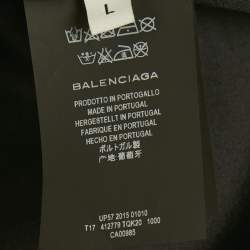 L
BALENCIAGA
PRODOTTO IN PORTOGALLO
MADE IN PORTUGAL
HERGESTELLT IN PORTUGAL
FABRIQUE EN PORTUGAL
HECHO EN PORTUGAL
ポルトガル製
产地:葡萄牙
UP57 2015 01010
T17 412779 TQK20 1000
CA00985